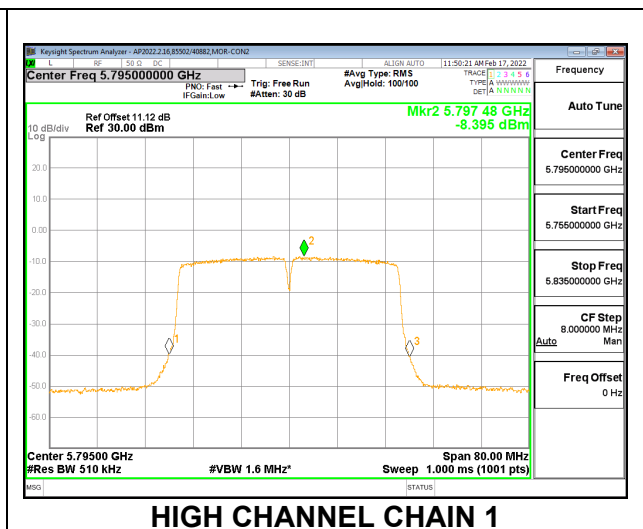 Keysight Spectrum Analyzer - AP2022.2.16,85502/40882,MOR-CON2
L RF 50 Ω DC SENSE:INT ALIGN AUTO 11:50:21 AM Feb 17, 2022
Center Freq 5.795000000 GHz
PNO: Fast
IFGain:Low
Trig: Free Run
#Atten: 30 dB
#Avg Type: RMS
Avg|Hold: 100/100
TRACE 1 2 3 4 5 6
TYPE A WWWWW
DET A N N N N N
Frequency
Auto Tune
Center Freq
5.795000000 GHz
Start Freq
5.755000000 GHz
Stop Freq
5.835000000 GHz
CF Step
8.000000 MHz
Auto Man
Freq Offset
0 Hz
Mkr2 5.797 48 GHz
-8.395 dBm
Ref Offset 11.12 dB
10 dB/div Ref 30.00 dBm
Log
20.0
10.0
0.00
-10.0
-20.0
-30.0
-40.0
-50.0
-60.0
1
2
3
Center 5.79500 GHz Span 80.00 MHz
#Res BW 510 kHz #VBW 1.6 MHz* Sweep 1.000 ms (1001 pts)
MSG STATUS
HIGH CHANNEL CHAIN 1